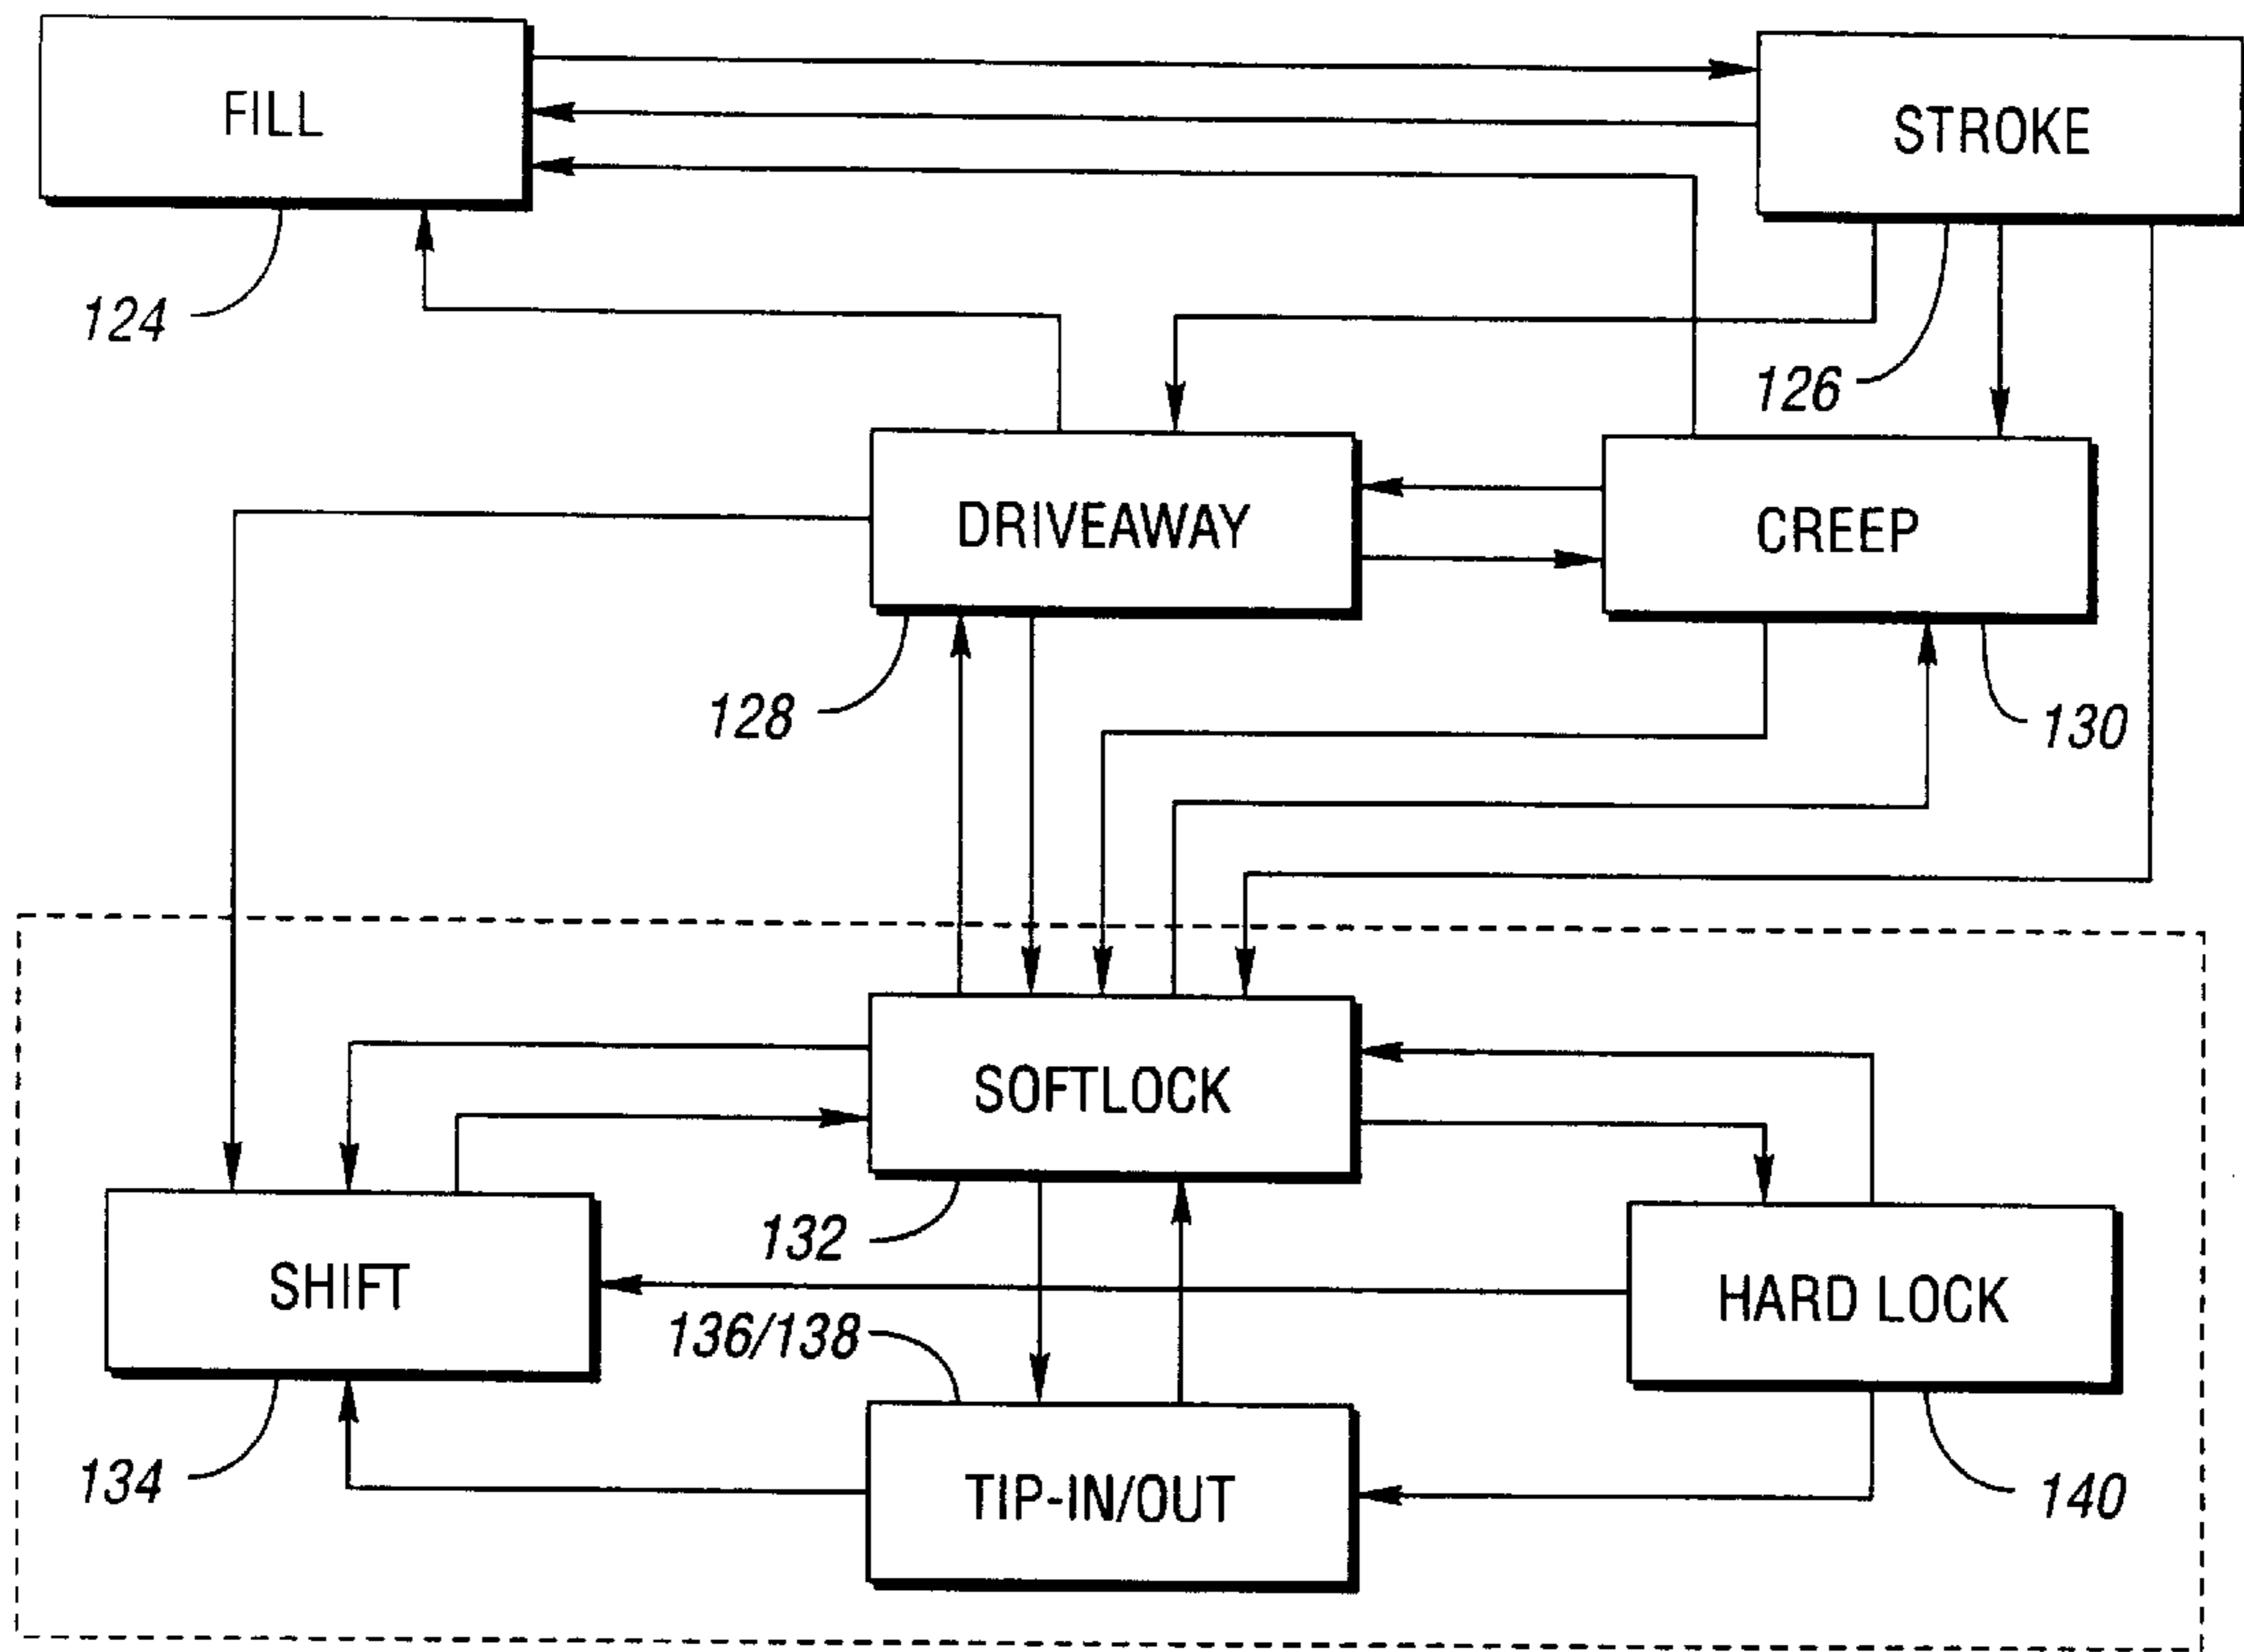 FILL
STROKE
124
126
DRIVEAWAY
CREEP
128
130
SOFTLOCK
132
SHIFT
HARD LOCK
136/138
134
TIP-IN/OUT
140